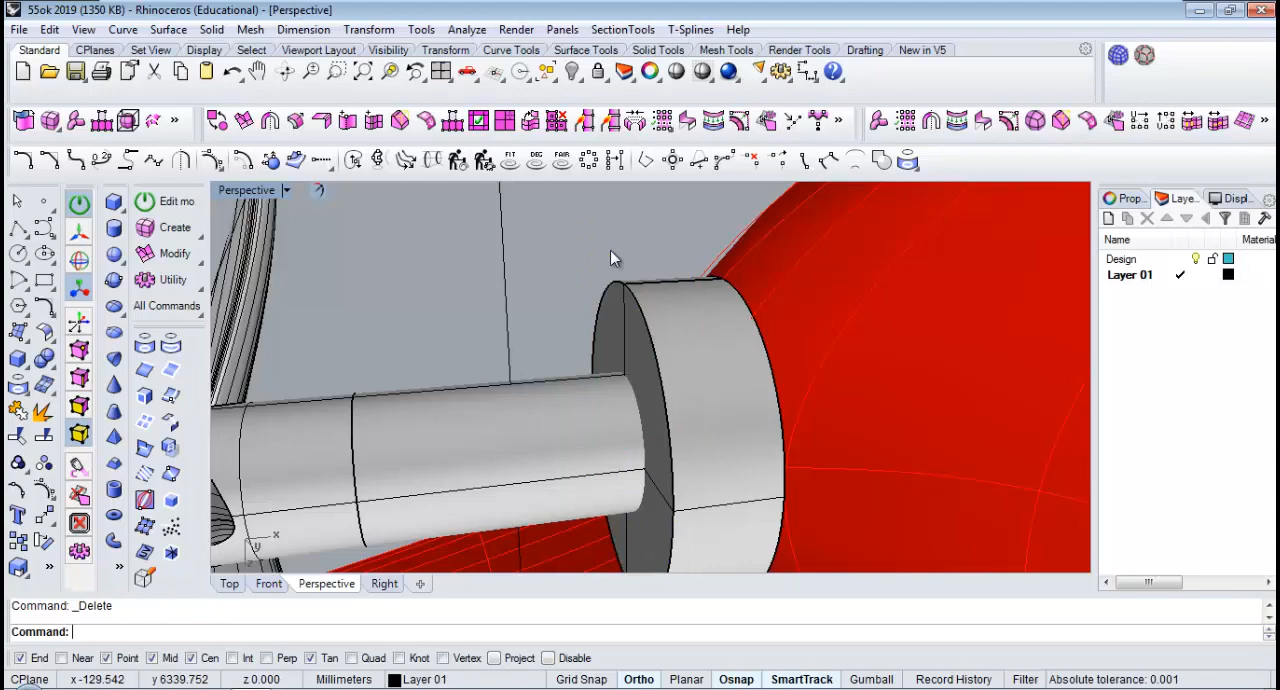 55ok 2019 (1350 KB) - Rhinoceros (Educational) - [Perspective]
File Edit View Curve Surface Solid Mesh Dimension Transform Tools Analyze Render Panels SectionTools T-Splines Help
Standard CPlanes Set View Display Select Viewport Layout Visibility Transform Curve Tools Surface Tools Solid Tools Mesh Tools Render Tools Drafting New in V5
FIT DEG FAIR
Perspective
Prop... Laye... Displ...
Edit mo
Create
Modify
Utility
All Commands
Name Material
Design
Layer 01
x
y
z
Top Front Perspective Right
Command: _Delete
Command:
End Near Point Mid Cen Int Perp Tan Quad Knot Vertex Project Disable
CPlane x -129.542 y 6339.752 z 0.000 Millimeters Layer 01 Grid Snap Ortho Planar Osnap SmartTrack Gumball Record History Filter Absolute tolerance: 0.001